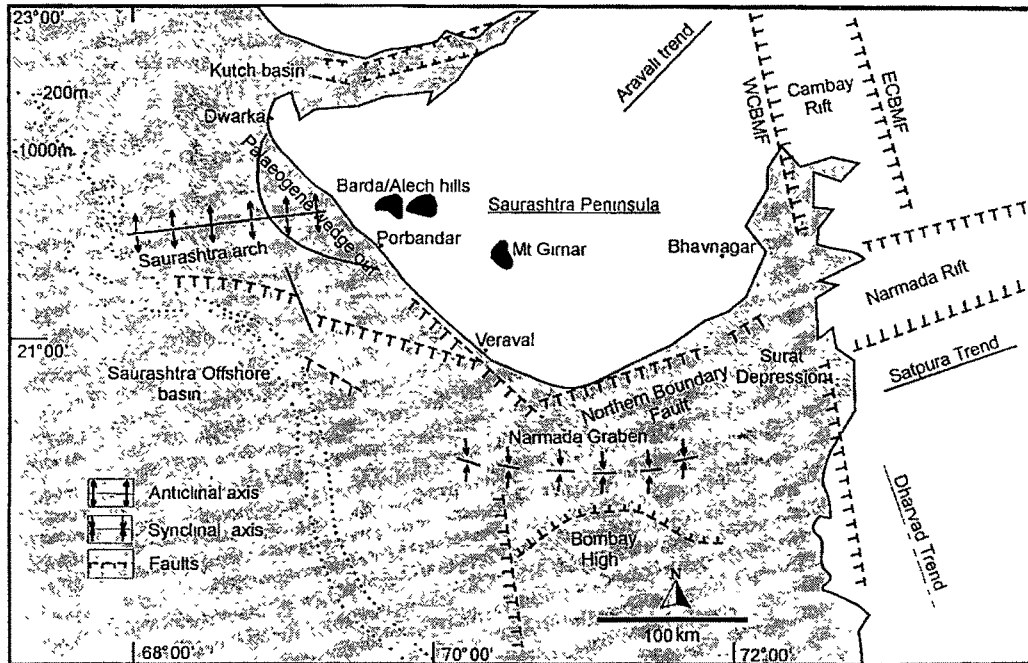 23°00'
Kutch basin
-200m
Dwarka
-1000m
Palaeogene wedge out
Barda/Alech hills
Saurashtra Peninsula
Porbandar
Mt Girnar
Bhavnagar
Saurashtra arch
Aravali trend
WCBMF
Cambay
Rift
ECBMF
Narmada Rift
Satpura Trend
Veraval
21°00'
Saurashtra Offshore
basin
Surat
Depression
Northern Boundary
Fault
Narmada Graben
Bombay
High
Dharvad Trend
Anticlinal axis
Synclinal axis
Faults
N
100 km
68°00'
70°00'
72°00'